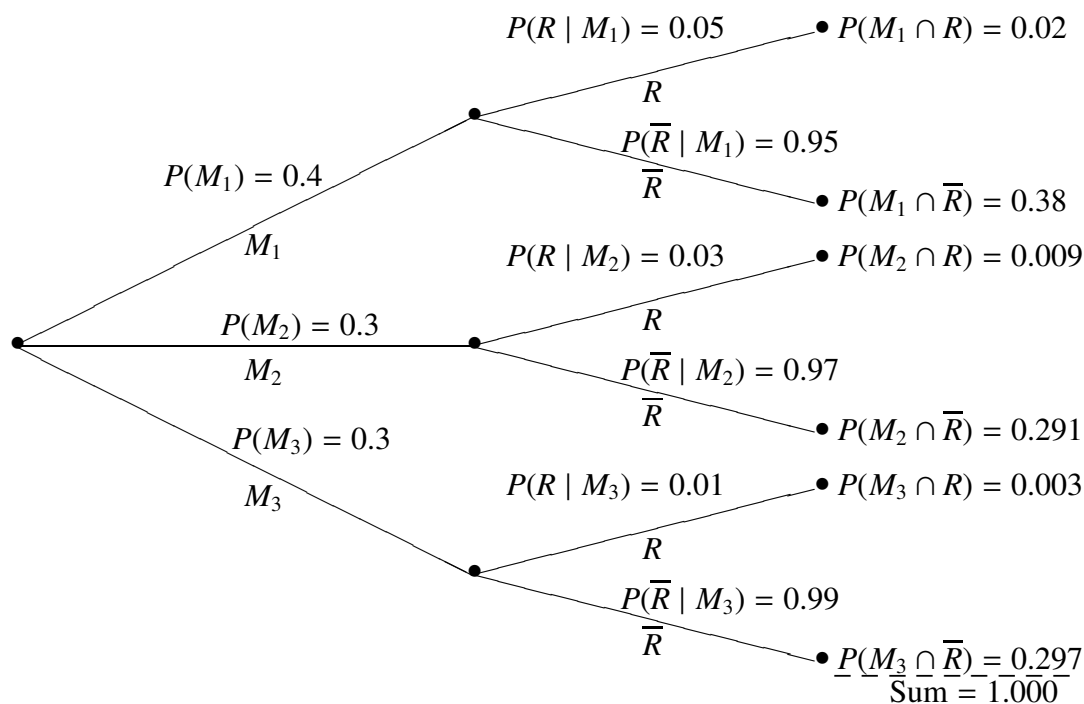 P(R | M₁) = 0.05
P(M₁ ∩ R) = 0.02
R
P(R̅ | M₁) = 0.95
R̅
P(M₁) = 0.4
P(M₁ ∩ R̅) = 0.38
M₁
P(R | M₂) = 0.03
P(M₂ ∩ R) = 0.009
R
P(M₂) = 0.3
M₂
P(R̅ | M₂) = 0.97
R̅
P(M₂ ∩ R̅) = 0.291
P(M₃) = 0.3
M₃
P(R | M₃) = 0.01
P(M₃ ∩ R) = 0.003
R
P(R̅ | M₃) = 0.99
R̅
P(M₃ ∩ R̅) = 0.297
Sum = 1.000